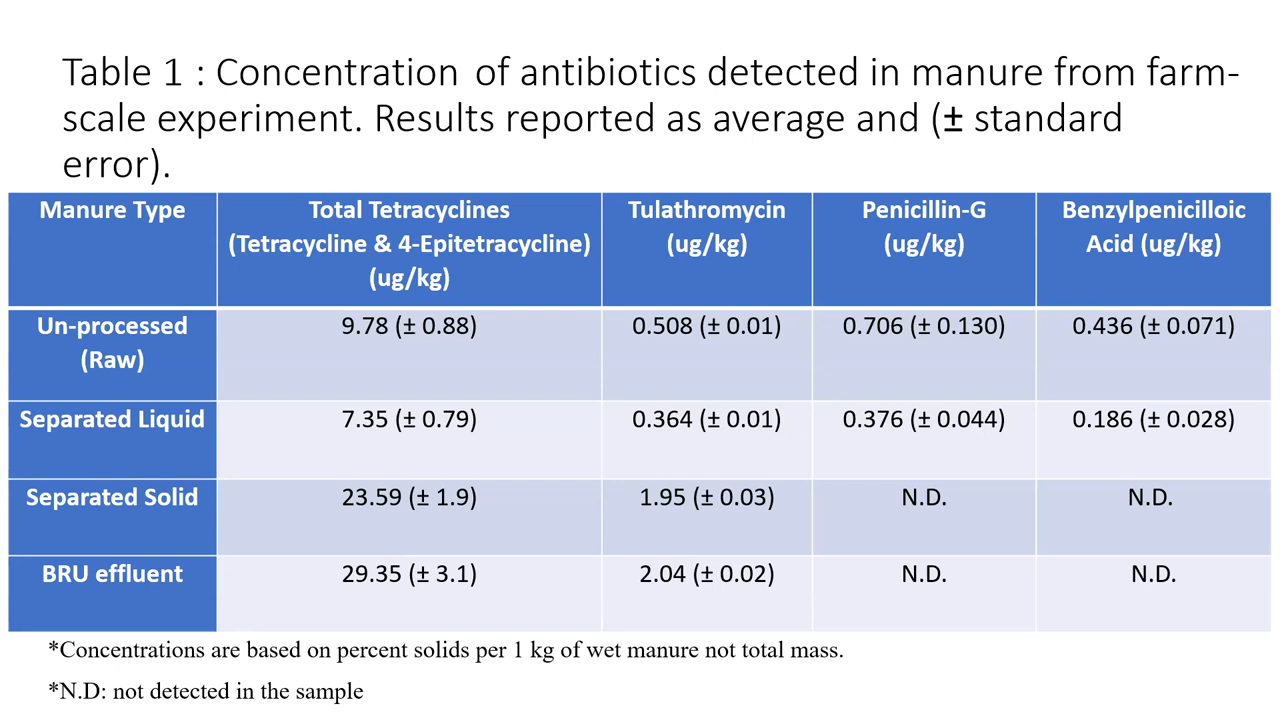 Table 1 : Concentration of antibiotics detected in manure from farm-
scale experiment. Results reported as average and (± standard
error).
Manure Type
Total Tetracyclines
(Tetracycline & 4-Epitetracycline)
(ug/kg)
Tulathromycin
(ug/kg)
Penicillin-G
(ug/kg)
Benzylpenicilloic
Acid (ug/kg)
Un-processed
(Raw)
9.78 (± 0.88)
0.508 (± 0.01)
0.706 (± 0.130)
0.436 (± 0.071)
Separated Liquid
7.35 (± 0.79)
0.364 (± 0.01)
0.376 (± 0.044)
0.186 (± 0.028)
Separated Solid
23.59 (± 1.9)
1.95 (± 0.03)
N.D.
N.D.
BRU effluent
29.35 (± 3.1)
2.04 (± 0.02)
N.D.
N.D.
*Concentrations are based on percent solids per 1 kg of wet manure not total mass.
*N.D: not detected in the sample